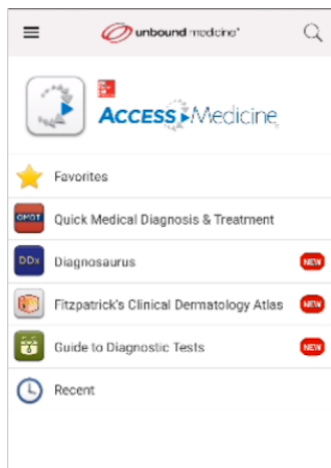 unbound medicine
ACCESS Medicine
Favorites
QMDT Quick Medical Diagnosis & Treatment
DDx Diagnosaurus NEW
Fitzpatrick's Clinical Dermatology Atlas NEW
Guide to Diagnostic Tests NEW
Recent